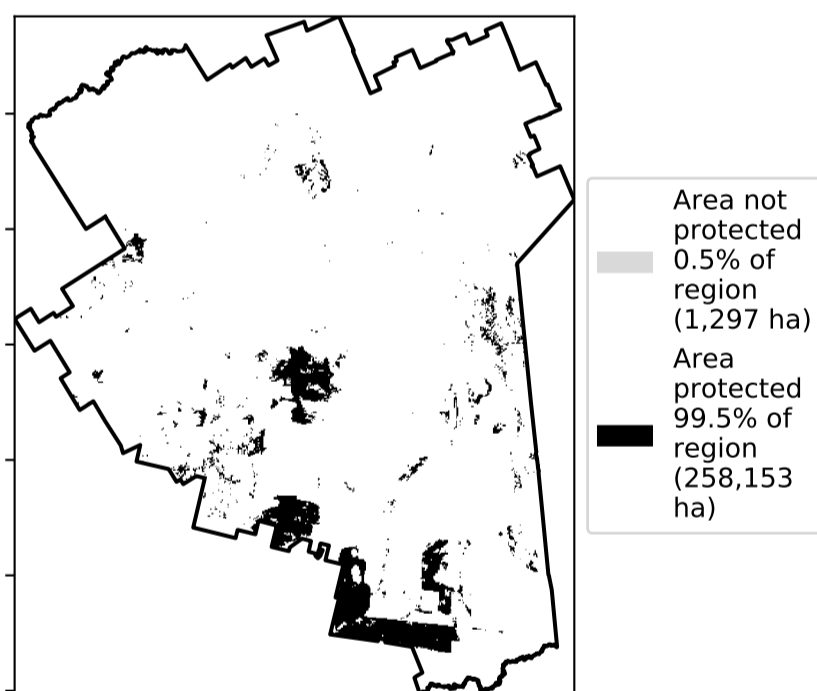 Area not
protected
0.5% of
region
(1,297 ha)
Area
protected
99.5% of
region
(258,153
ha)